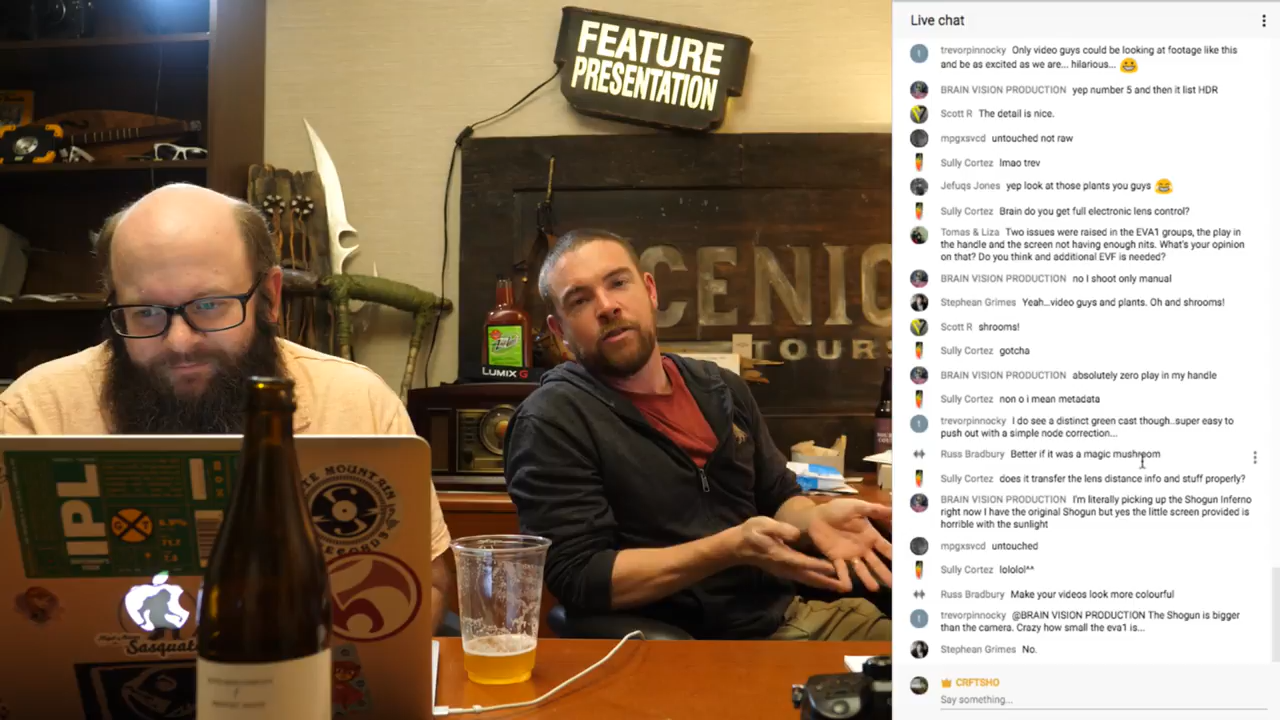 FEATURE
PRESENTATION
CENIC
TOURS
LUMIX G
IPL
Sasquat
Live chat
trevorpinnocky Only video guys could be looking at footage like this
and be as excited as we are... hilarious... 😂
BRAIN VISION PRODUCTION yep number 5 and then it list HDR
Scott R The detail is nice.
mpgxsvcd untouched not raw
Sully Cortez lmao trev
Jefuqs Jones yep look at those plants you guys 😂
Sully Cortez Brain do you get full electronic lens control?
Tomas & Liza Two issues were raised in the EVA1 groups, the play in
the handle and the screen not having enough nits. What's your opinion
on that? Do you think and additional EVF is needed?
BRAIN VISION PRODUCTION no I shoot only manual
Stephean Grimes Yeah...video guys and plants. Oh and shrooms!
Scott R shrooms!
Sully Cortez gotcha
BRAIN VISION PRODUCTION absolutely zero play in my handle
Sully Cortez non o i mean metadata
trevorpinnocky I do see a distinct green cast though..super easy to
push out with a simple node correction...
Russ Bradbury Better if it was a magic mushroom
Sully Cortez does it transfer the lens distance info and stuff properly?
BRAIN VISION PRODUCTION I'm literally picking up the Shogun Inferno
right now I have the original Shogun but yes the little screen provided is
horrible with the sunlight
mpgxsvcd untouched
Sully Cortez lololol^^
Russ Bradbury Make your videos look more colourful
trevorpinnocky @BRAIN VISION PRODUCTION The Shogun is bigger
than the camera. Crazy how small the eva1 is...
Stephean Grimes No.
CRFTSHO
Say something...